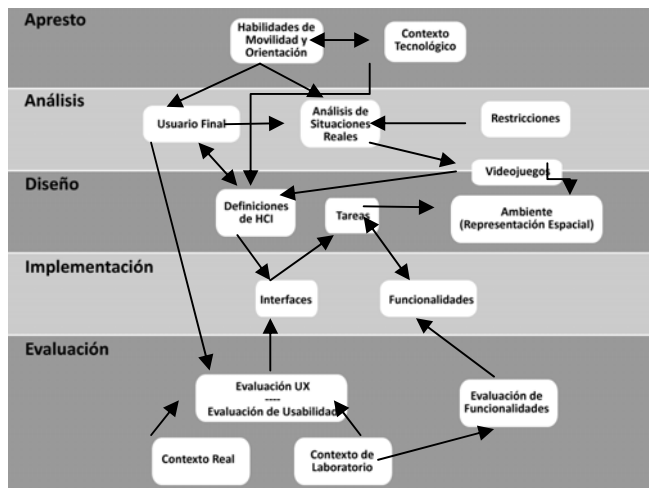 Apresto
Habilidades de
Movilidad y
Orientación
Contexto
Tecnológico
Análisis
Usuario Final
Análisis de
Situaciones
Reales
Restricciones
Videojuegos
Diseño
Definiciones
de HCI
Tareas
Ambiente
(Representación Espacial)
Implementación
Interfaces
Funcionalidades
Evaluación
Evaluación UX
----
Evaluación de Usabilidad
Evaluación de
Funcionalidades
Contexto Real
Contexto de
Laboratorio